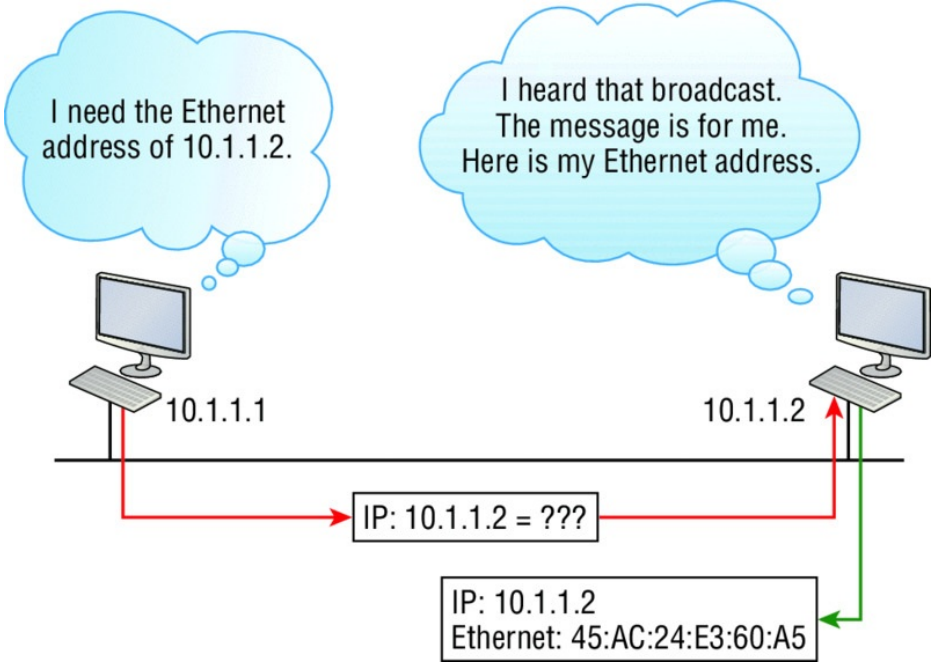 I need the Ethernet
address of 10.1.1.2.
I heard that broadcast.
The message is for me.
Here is my Ethernet address.
10.1.1.1
10.1.1.2
IP: 10.1.1.2 = ???
IP: 10.1.1.2
Ethernet: 45:AC:24:E3:60:A5